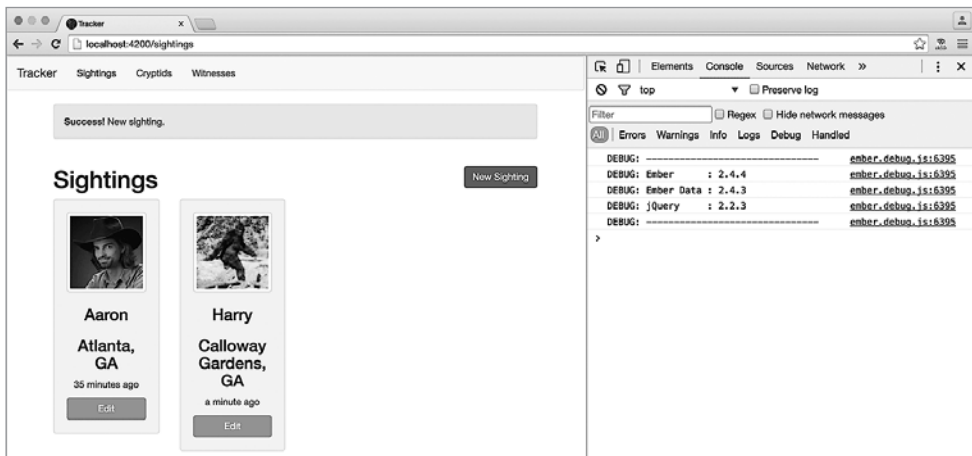 Tracker
localhost:4200/sightings
Tracker Sightings Cryptids Witnesses
Success! New sighting.
Sightings
New Sighting
Aaron
Atlanta,
GA
35 minutes ago
Edit
Harry
Calloway
Gardens,
GA
a minute ago
Edit
Elements Console Sources Network »
top Preserve log
Filter Regex Hide network messages
All Errors Warnings Info Logs Debug Handled
DEBUG: ------------------------------- ember.debug.js:6395
DEBUG: Ember : 2.4.4 ember.debug.js:6395
DEBUG: Ember Data : 2.4.3 ember.debug.js:6395
DEBUG: jQuery : 2.2.3 ember.debug.js:6395
DEBUG: ------------------------------- ember.debug.js:6395
>